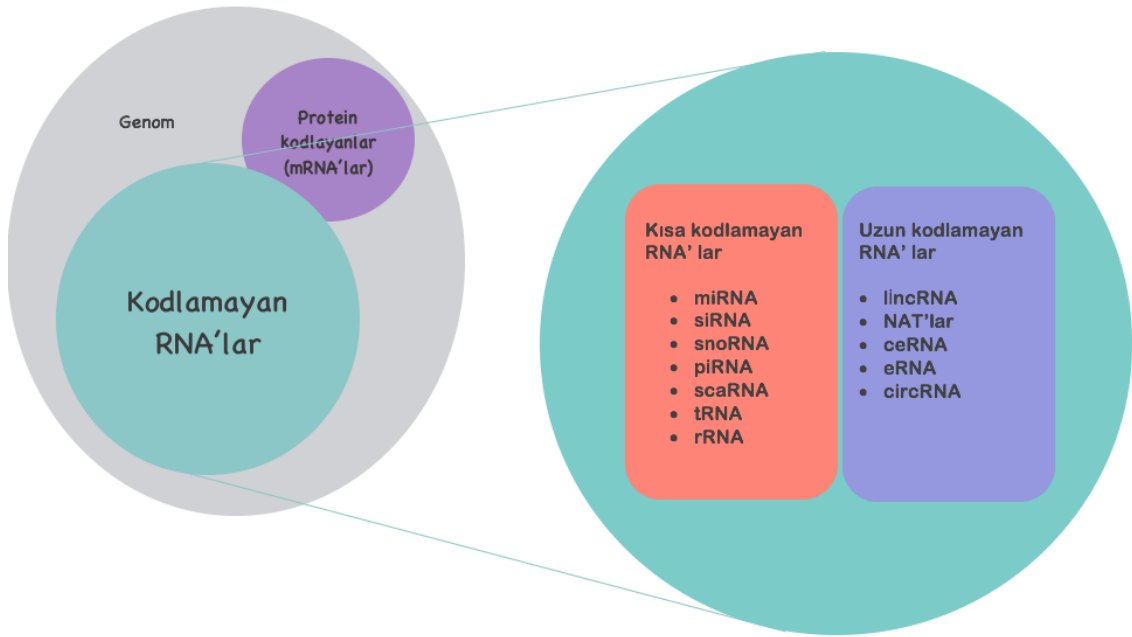 Genom
Protein
kodlayanlar
(mRNA'lar)
Kodlamayan
RNA'lar
Kısa kodlamayan
RNA' lar
• miRNA
• siRNA
• snoRNA
• piRNA
• scaRNA
• tRNA
• rRNA
Uzun kodlamayan
RNA' lar
• lincRNA
• NAT'lar
• ceRNA
• eRNA
• circRNA